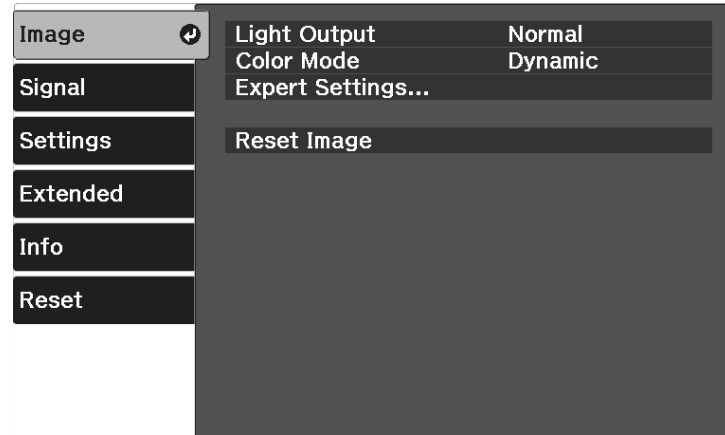 Image
Signal
Settings
Extended
Info
Reset
Light Output Normal
Color Mode Dynamic
Expert Settings...
Reset Image